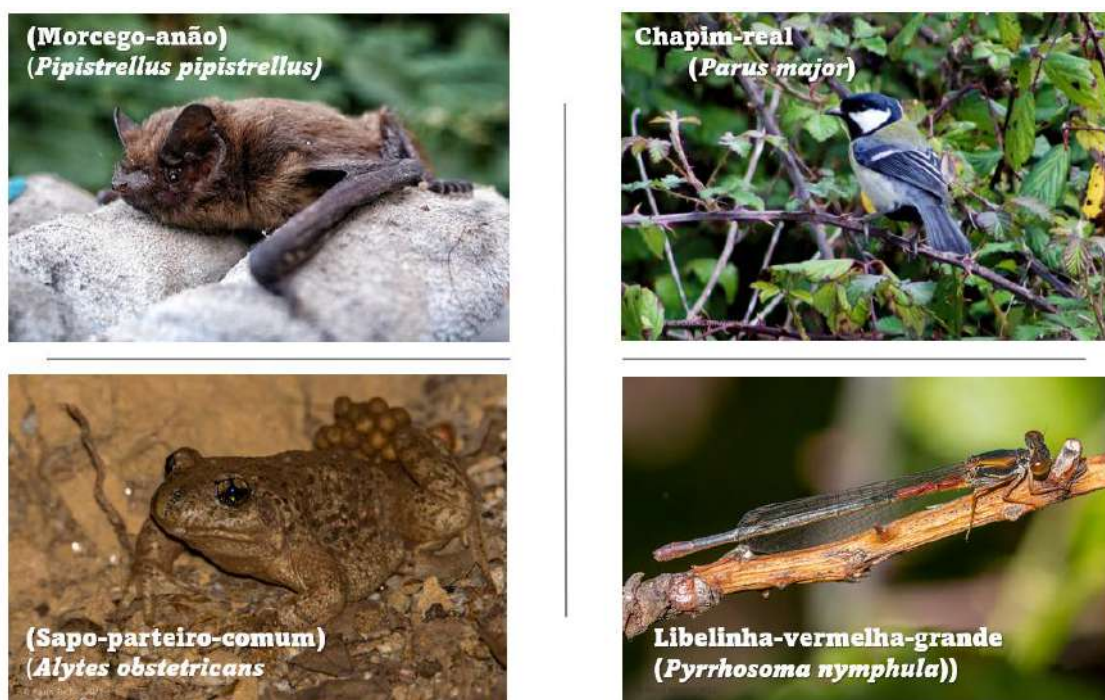 (Morcego-anão)
(Pipistrellus pipistrellus)
Chapim-real
(Parus major)
(Sapo-parteiro-comum)
(Alytes obstetricans
Libelinha-vermelha-grande
(Pyrrhosoma nymphula))